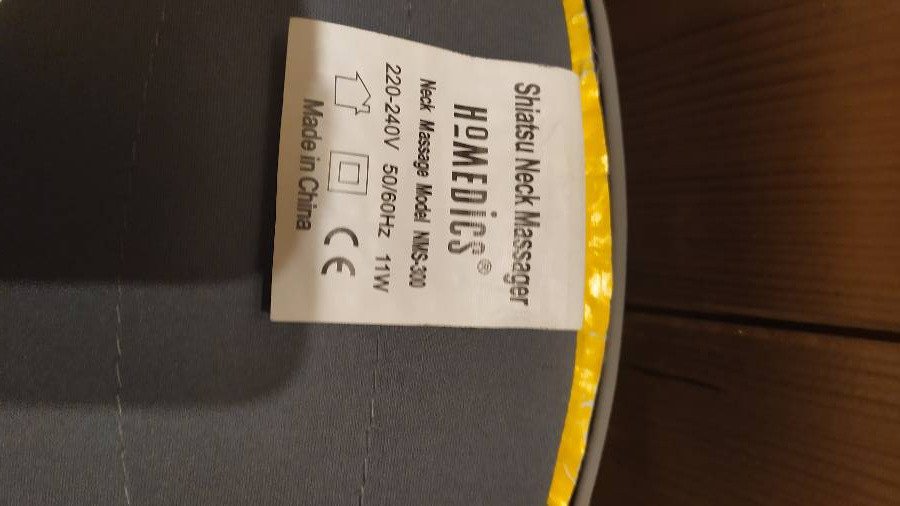 Shiatsu Neck Massager
HoMEDiCS®
Neck Massage Model NMS-300
220-240V 50/60Hz 11W
CE
Made in China